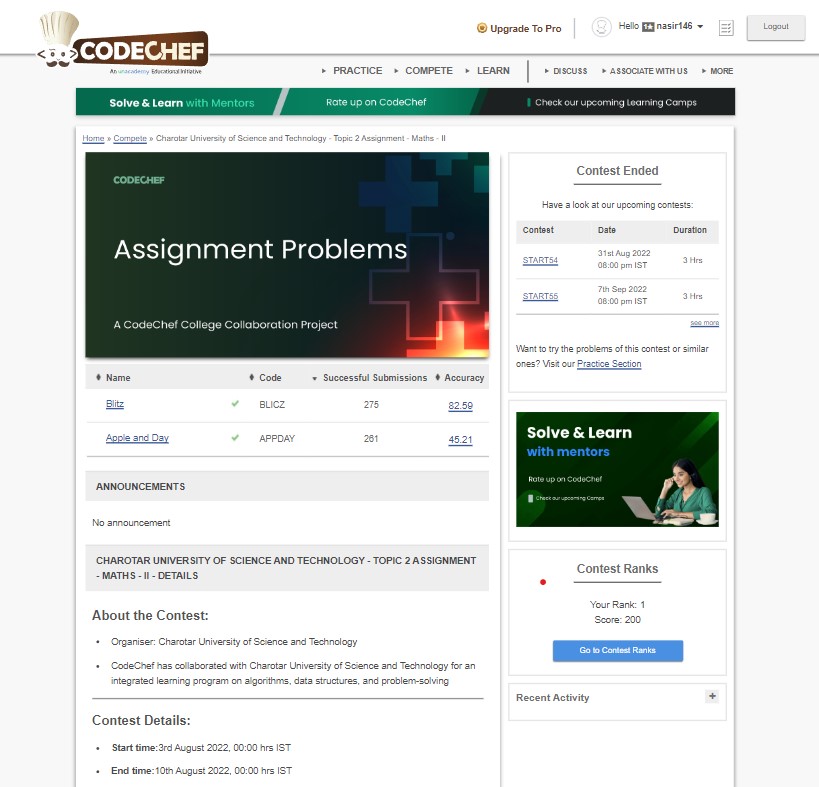 CODECHEF
An unacademy Educational Initiative
Upgrade To Pro
Hello 1★ nasir146
Logout
PRACTICE COMPETE LEARN DISCUSS ASSOCIATE WITH US MORE
Solve & Learn with Mentors Rate up on CodeChef Check our upcoming Learning Camps
Home » Compete » Charotar University of Science and Technology - Topic 2 Assignment - Maths - II
CODECHEF
Assignment Problems
A CodeChef College Collaboration Project
Name Code Successful Submissions Accuracy
Blitz BLICZ 275 82.59
Apple and Day APPDAY 261 45.21
ANNOUNCEMENTS
No announcement
CHAROTAR UNIVERSITY OF SCIENCE AND TECHNOLOGY - TOPIC 2 ASSIGNMENT
- MATHS - II - DETAILS
About the Contest:
• Organiser: Charotar University of Science and Technology
• CodeChef has collaborated with Charotar University of Science and Technology for an
integrated learning program on algorithms, data structures, and problem-solving
Contest Details:
• Start time:3rd August 2022, 00:00 hrs IST
• End time:10th August 2022, 00:00 hrs IST
Contest Ended
Have a look at our upcoming contests:
Contest Date Duration
START54 31st Aug 2022 08:00 pm IST 3 Hrs
START55 7th Sep 2022 08:00 pm IST 3 Hrs
see more
Want to try the problems of this contest or similar
ones? Visit our Practice Section
Solve & Learn
with mentors
Rate up on CodeChef
Check our upcoming Camps
Contest Ranks
Your Rank: 1
Score: 200
Go to Contest Ranks
Recent Activity +